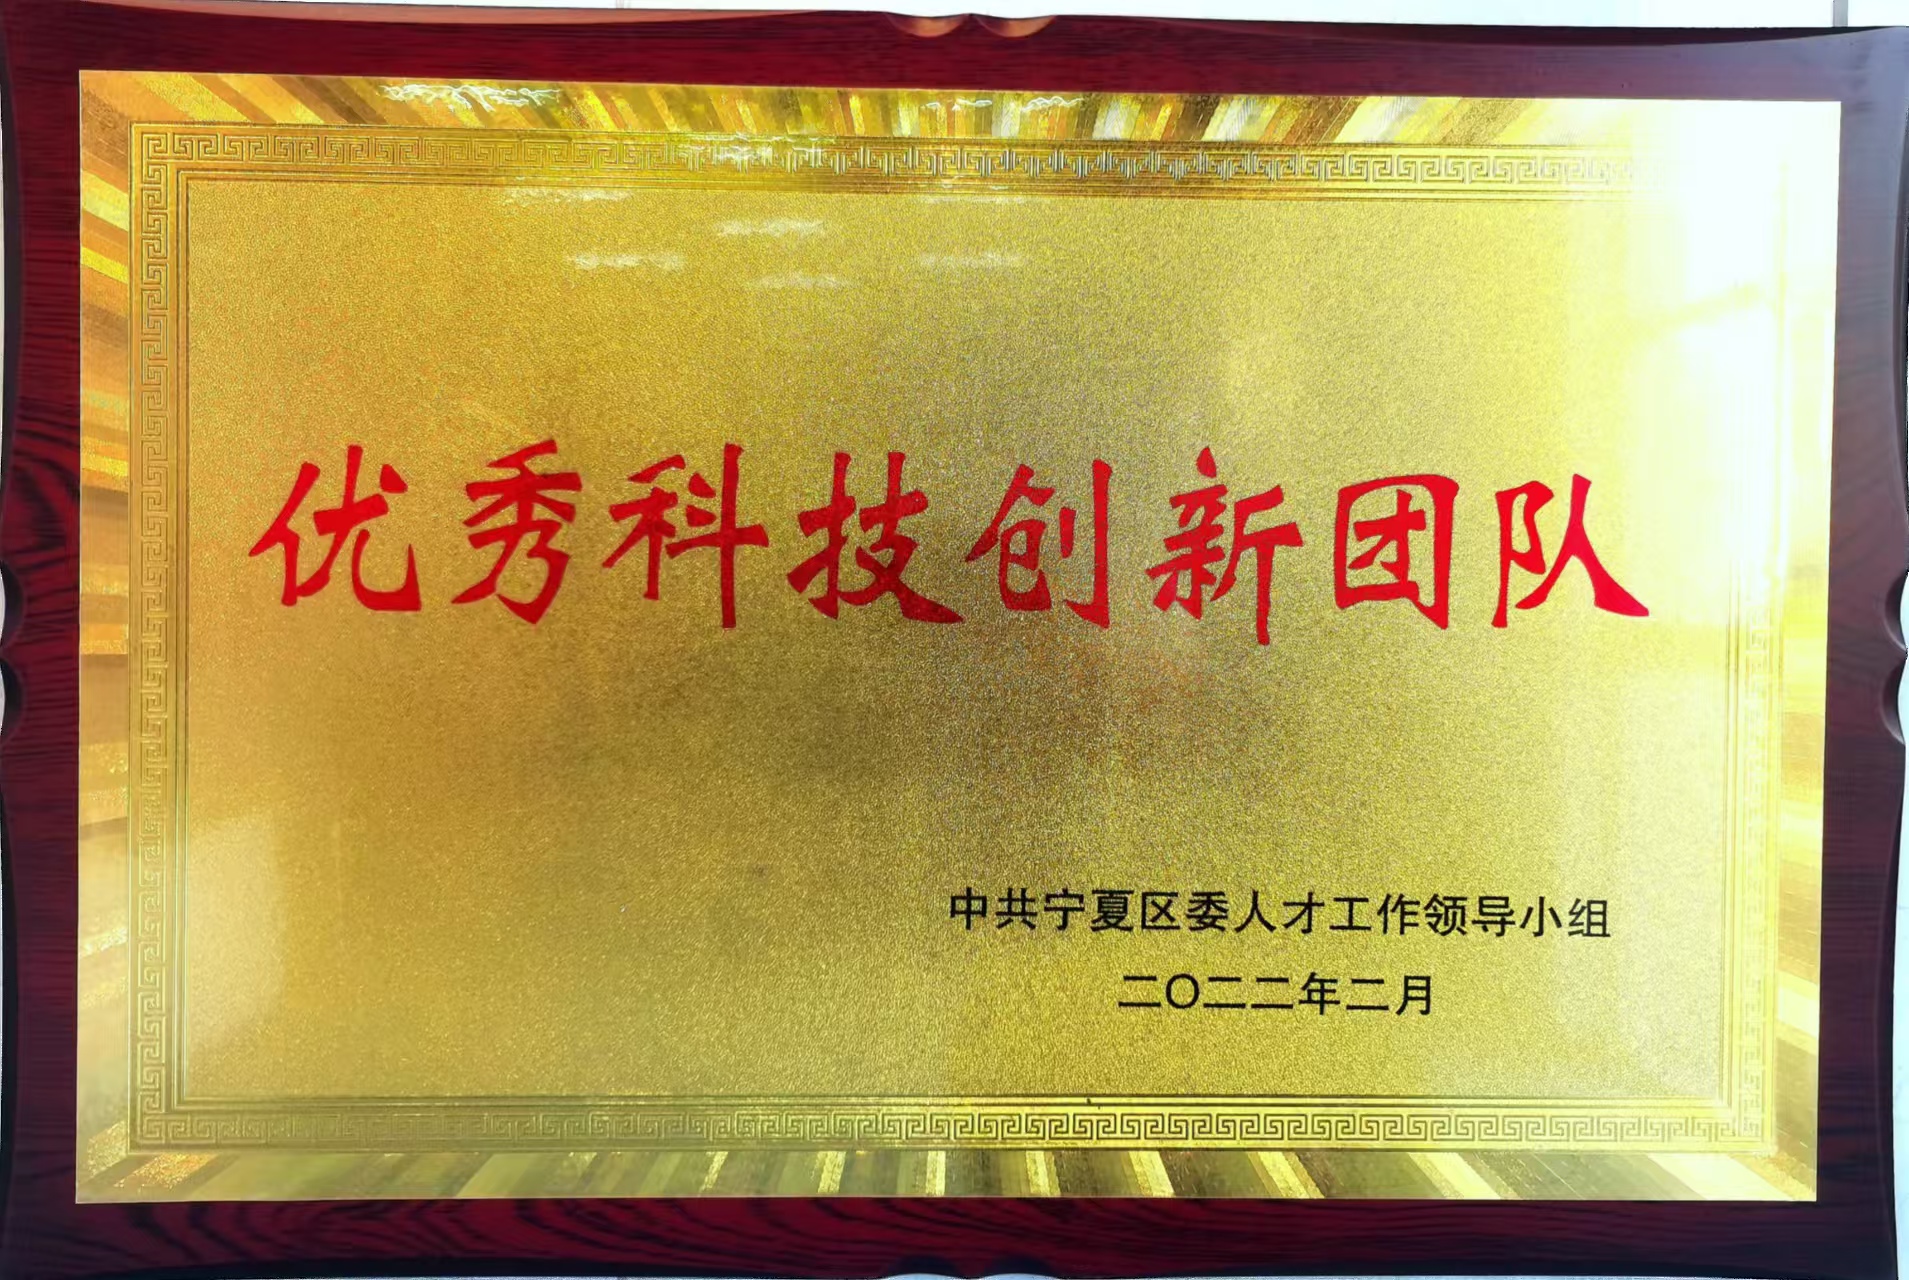 优秀科技创新团队
中共宁夏区委人才工作领导小组
二〇二二年二月